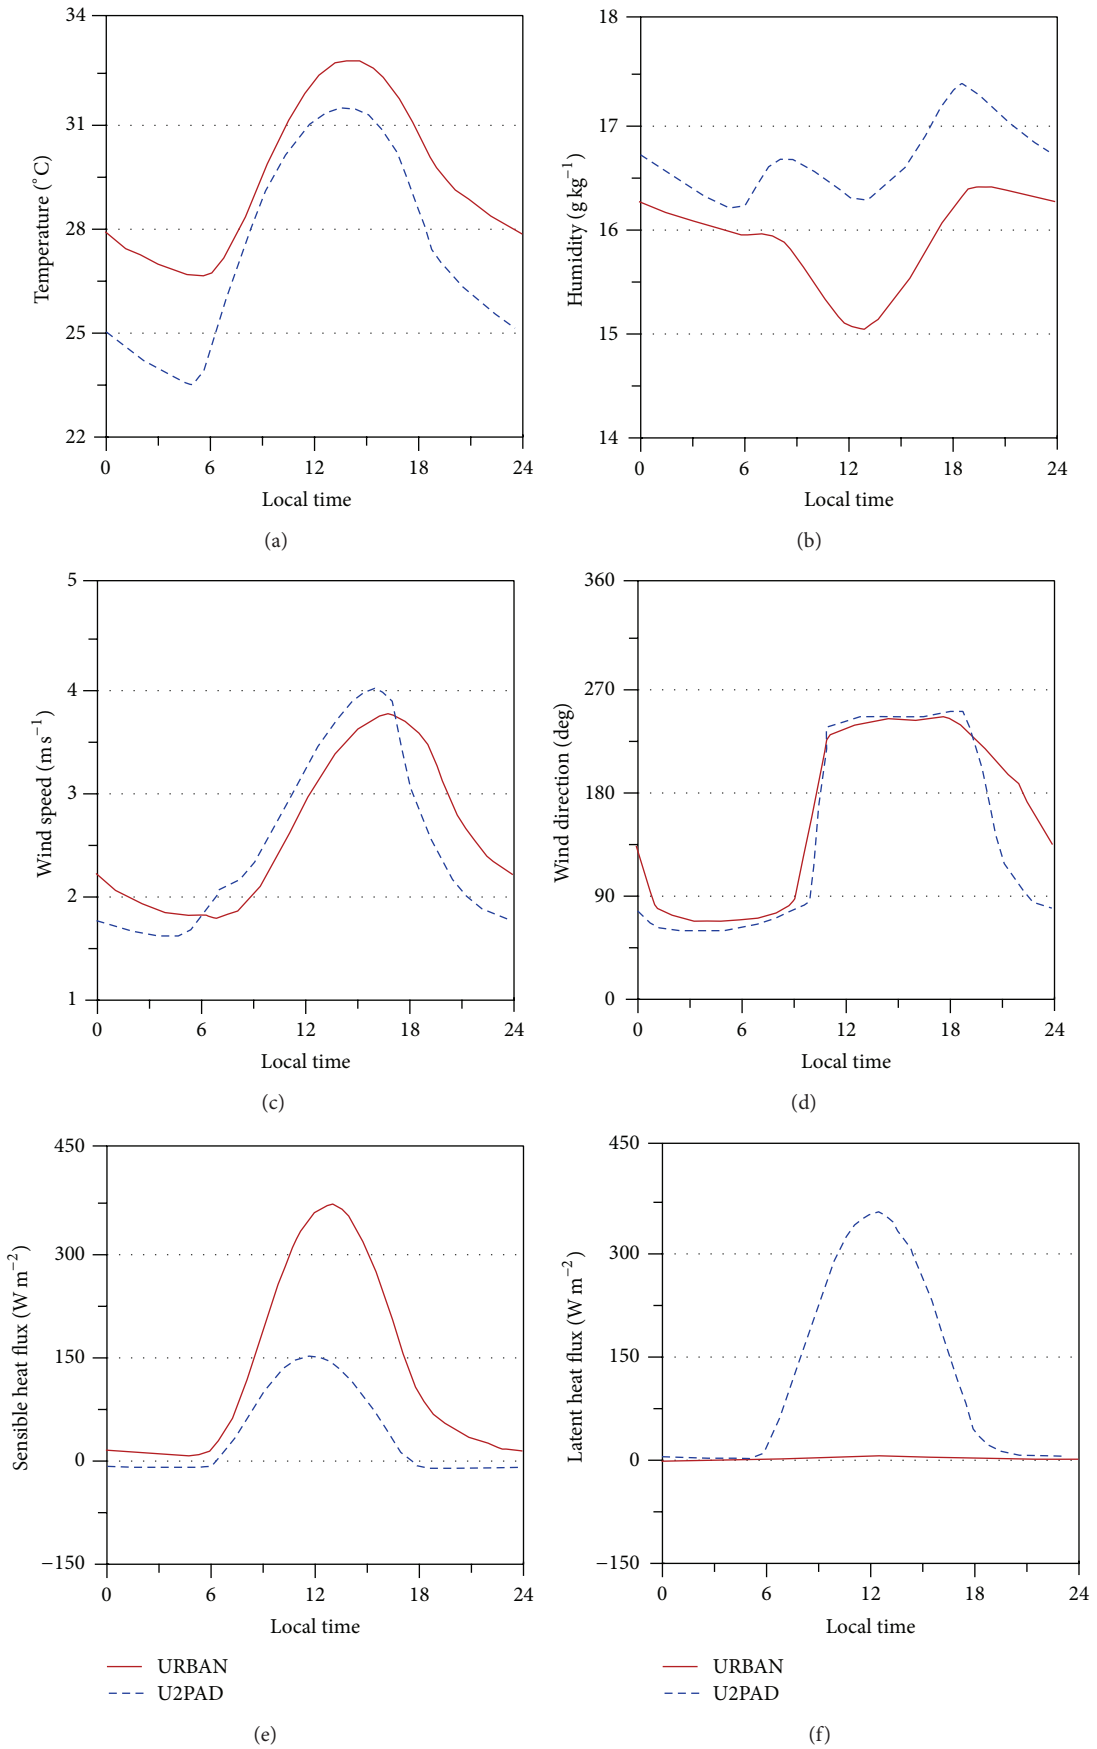 34
31
28
25
22
Temperature (°C)
0 6 12 18 24
Local time
(a)
18
17
16
15
14
Humidity (g kg−1)
0 6 12 18 24
Local time
(b)
5
4
3
2
1
Wind speed (m s−1)
0 6 12 18 24
Local time
(c)
360
270
180
90
0
Wind direction (deg)
0 6 12 18 24
Local time
(d)
450
300
150
0
−150
Sensible heat flux (W m−2)
0 6 12 18 24
Local time
URBAN
U2PAD
(e)
450
300
150
0
−150
Latent heat flux (W m−2)
0 6 12 18 24
Local time
URBAN
U2PAD
(f)